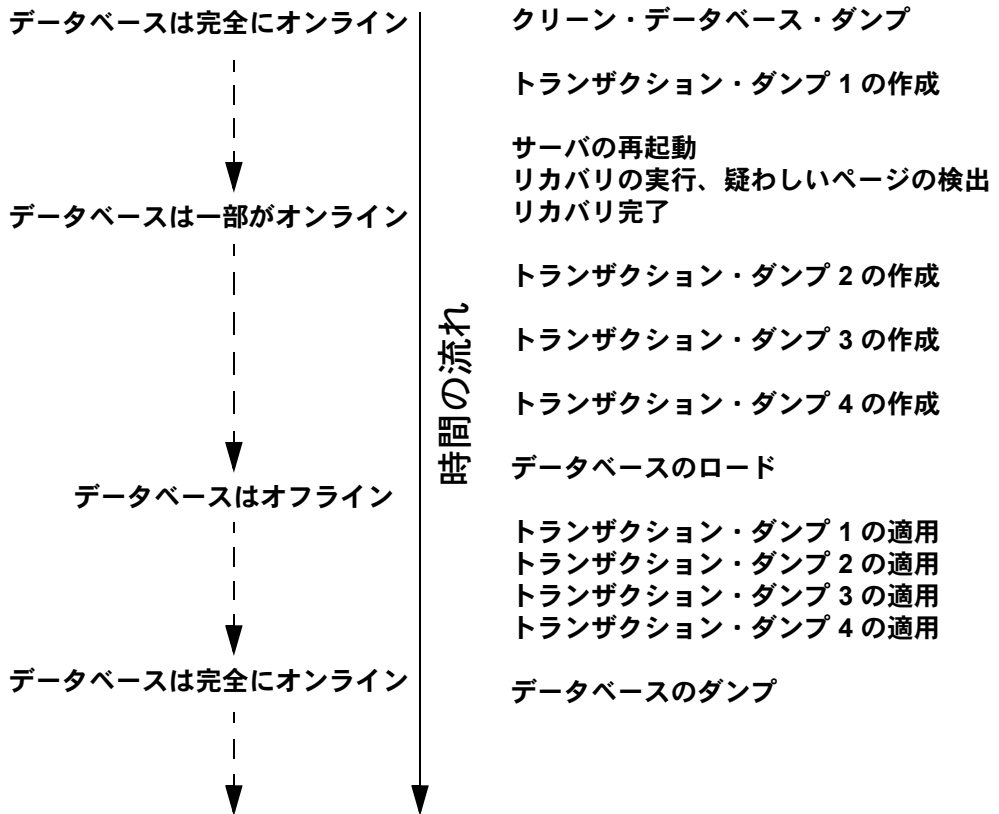 データベースは完全にオンライン
データベースは一部がオンライン
データベースはオフライン
データベースは完全にオンライン
時間の流れ
クリーン・データベース・ダンプ
トランザクション・ダンプ 1 の作成
サーバの再起動
リカバリの実行、疑わしいページの検出
リカバリ完了
トランザクション・ダンプ 2 の作成
トランザクション・ダンプ 3 の作成
トランザクション・ダンプ 4 の作成
データベースのロード
トランザクション・ダンプ 1 の適用
トランザクション・ダンプ 2 の適用
トランザクション・ダンプ 3 の適用
トランザクション・ダンプ 4 の適用
データベースのダンプ